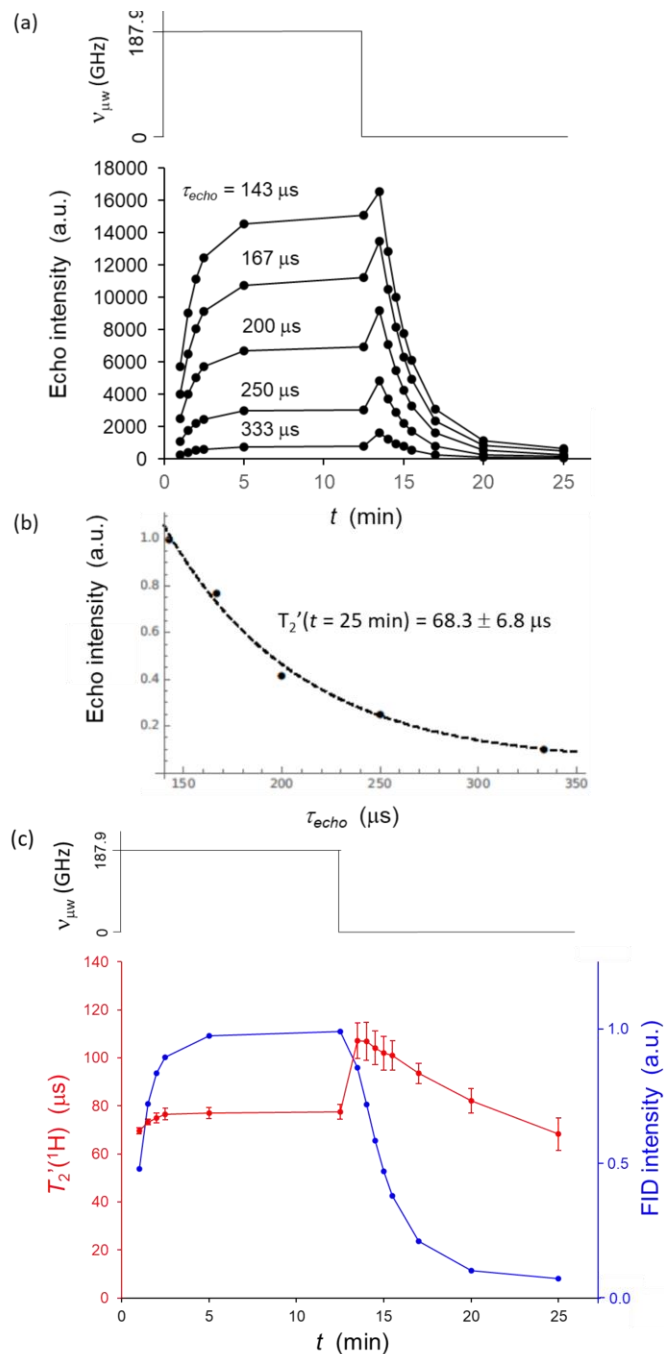 (a)
187.9
0
νμw (GHz)
18000
16000
14000
12000
10000
8000
6000
4000
2000
0
Echo intensity (a.u.)
τecho = 143 μs
167 μs
200 μs
250 μs
333 μs
0 5 10 15 20 25
t (min)
(b)
1.0
0.8
0.6
0.4
0.2
Echo intensity (a.u.)
T2’(t = 25 min) = 68.3 ± 6.8 μs
150 200 250 300 350
τecho (μs)
(c)
187.9
0
νμw (GHz)
140
120
100
80
60
40
20
0
T2’(¹H) (μs)
1.0
0.5
0.0
FID intensity (a.u.)
0 5 10 15 20 25
t (min)